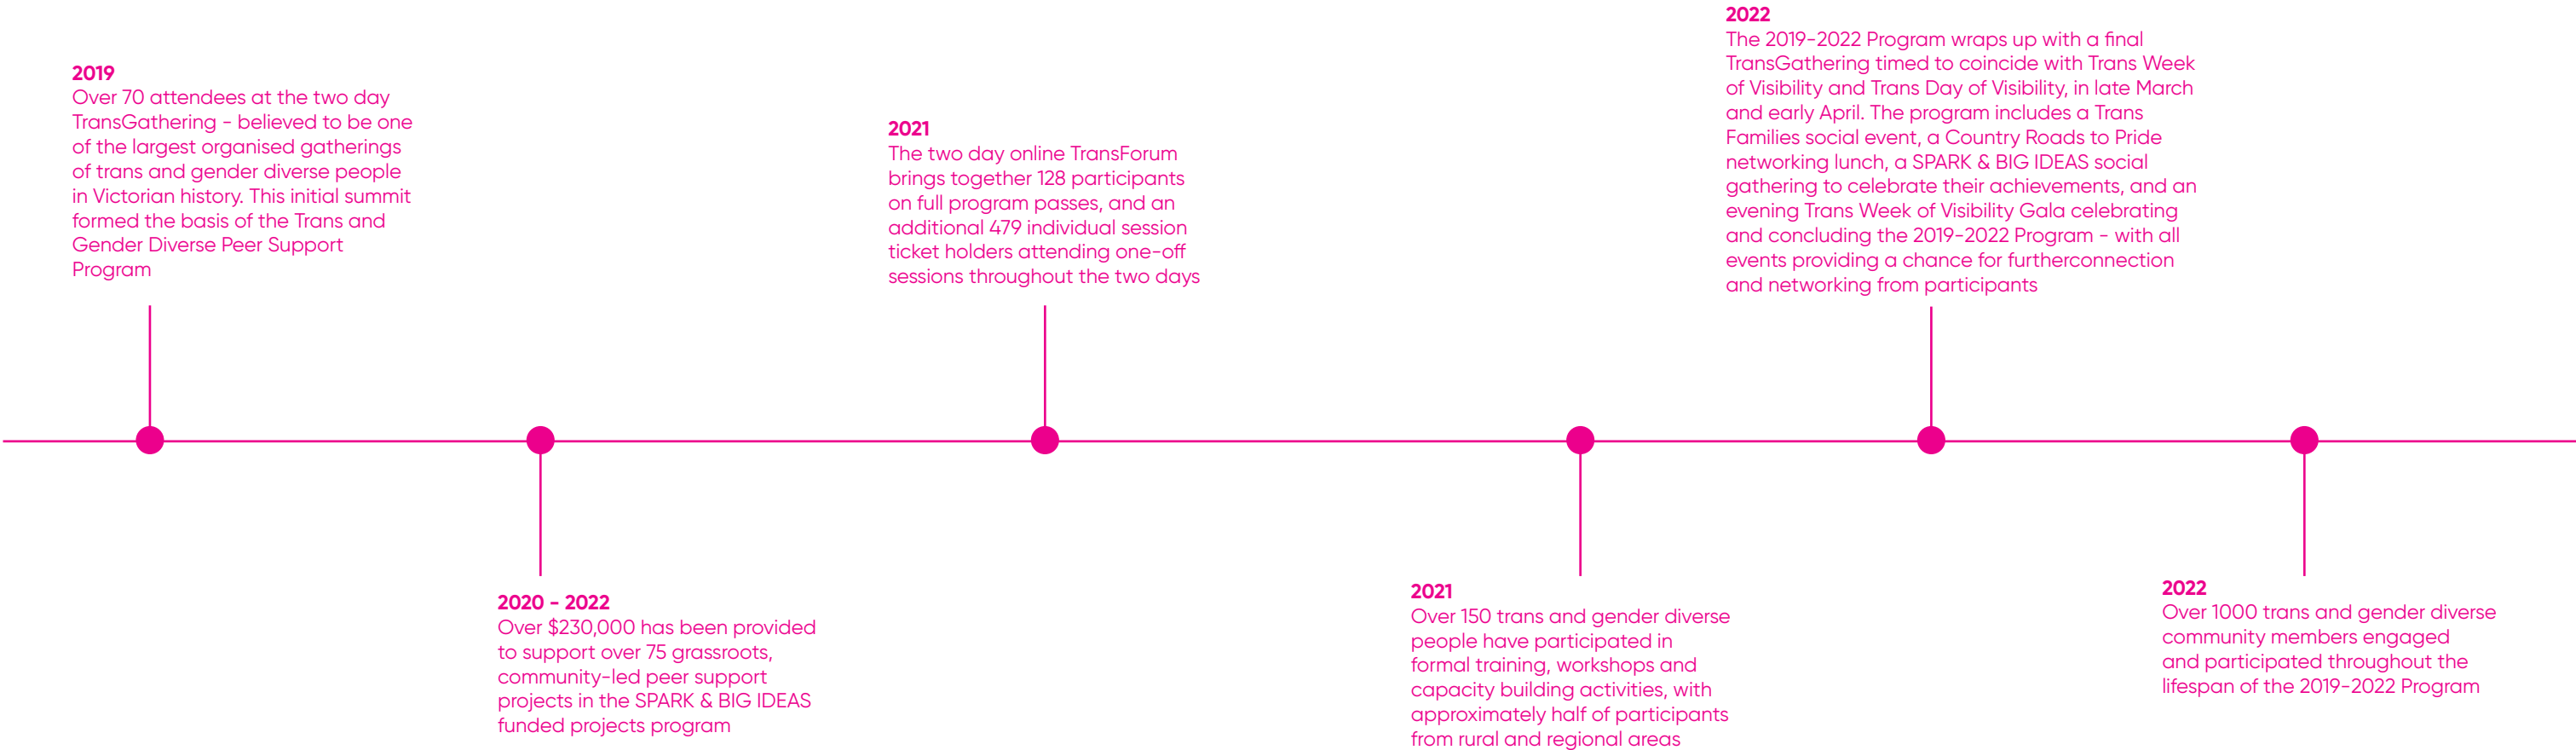 2019
Over 70 attendees at the two day
TransGathering - believed to be one
of the largest organised gatherings
of trans and gender diverse people
in Victorian history. This initial summit
formed the basis of the Trans and
Gender Diverse Peer Support
Program
2020 - 2022
Over $230,000 has been provided
to support over 75 grassroots,
community-led peer support
projects in the SPARK & BIG IDEAS
funded projects program
2021
The two day online TransForum
brings together 128 participants
on full program passes, and an
additional 479 individual session
ticket holders attending one-off
sessions throughout the two days
2021
Over 150 trans and gender diverse
people have participated in
formal training, workshops and
capacity building activities, with
approximately half of participants
from rural and regional areas
2022
The 2019-2022 Program wraps up with a final
TransGathering timed to coincide with Trans Week
of Visibility and Trans Day of Visibility, in late March
and early April. The program includes a Trans
Families social event, a Country Roads to Pride
networking lunch, a SPARK & BIG IDEAS social
gathering to celebrate their achievements, and an
evening Trans Week of Visibility Gala celebrating
and concluding the 2019-2022 Program - with all
events providing a chance for furtherconnection
and networking from participants
2022
Over 1000 trans and gender diverse
community members engaged
and participated throughout the
lifespan of the 2019-2022 Program